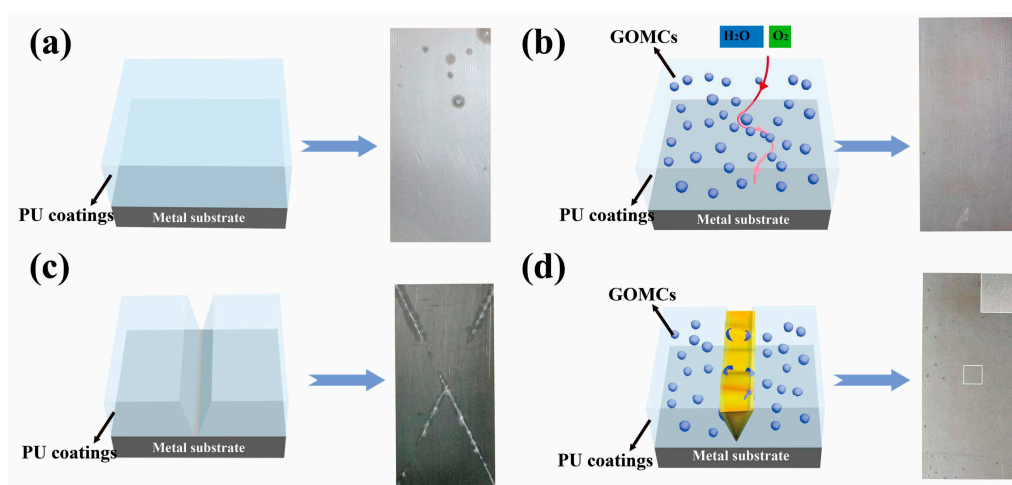 (a)
PU coatings
Metal substrate
(b)
GOMCs
H₂O
O₂
PU coatings
Metal substrate
(c)
PU coatings
Metal substrate
(d)
GOMCs
PU coatings
Metal substrate